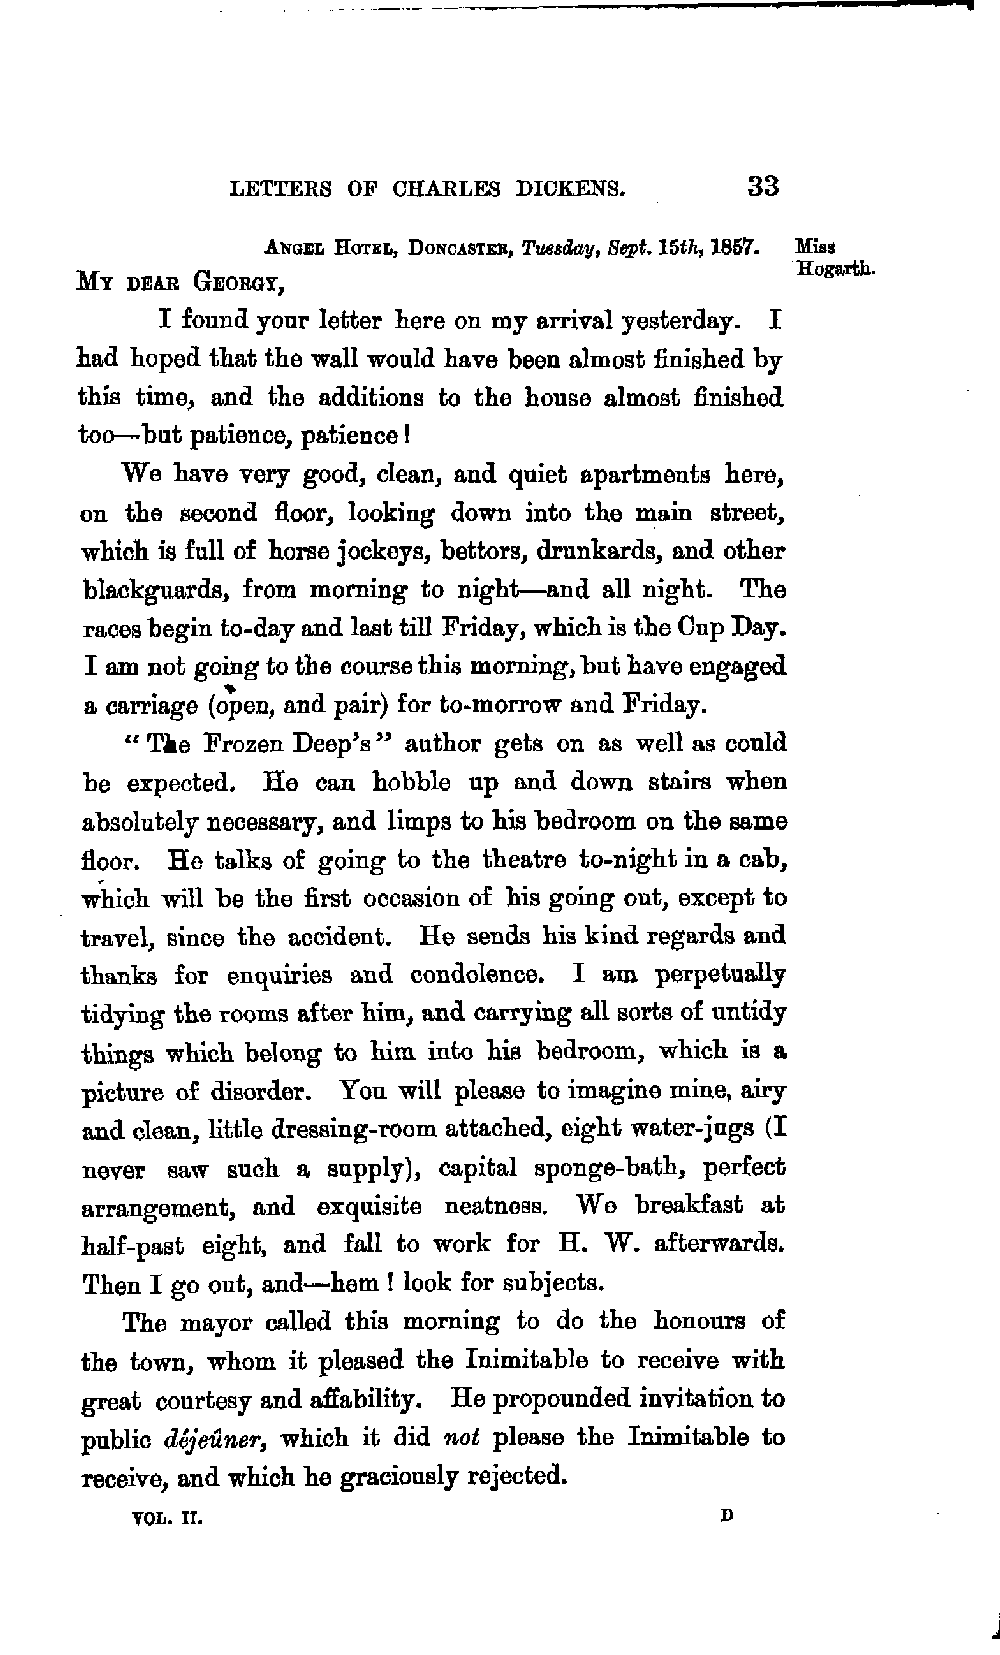 LETTERS OF CHARLES DICKENS. 33
ANGEL HOTEL, DONCASTER, Tuesday, Sept. 15th, 1857. Miss
Hogarth.
MY DEAR GEORGY,
I found your letter here on my arrival yesterday. I
had hoped that the wall would have been almost finished by
this time, and the additions to the house almost finished
too—but patience, patience!
We have very good, clean, and quiet apartments here,
on the second floor, looking down into the main street,
which is full of horse jockeys, bettors, drunkards, and other
blackguards, from morning to night—and all night. The
races begin to-day and last till Friday, which is the Cup Day.
I am not going to the course this morning, but have engaged
a carriage (open, and pair) for to-morrow and Friday.
"The Frozen Deep's" author gets on as well as could
be expected. He can hobble up and down stairs when
absolutely necessary, and limps to his bedroom on the same
floor. He talks of going to the theatre to-night in a cab,
which will be the first occasion of his going out, except to
travel, since the accident. He sends his kind regards and
thanks for enquiries and condolence. I am perpetually
tidying the rooms after him, and carrying all sorts of untidy
things which belong to him into his bedroom, which is a
picture of disorder. You will please to imagine mine, airy
and clean, little dressing-room attached, eight water-jugs (I
never saw such a supply), capital sponge-bath, perfect
arrangement, and exquisite neatness. We breakfast at
half-past eight, and fall to work for H. W. afterwards.
Then I go out, and—hem! look for subjects.
The mayor called this morning to do the honours of
the town, whom it pleased the Inimitable to receive with
great courtesy and affability. He propounded invitation to
public déjeûner, which it did not please the Inimitable to
receive, and which he graciously rejected.
VOL. II. D